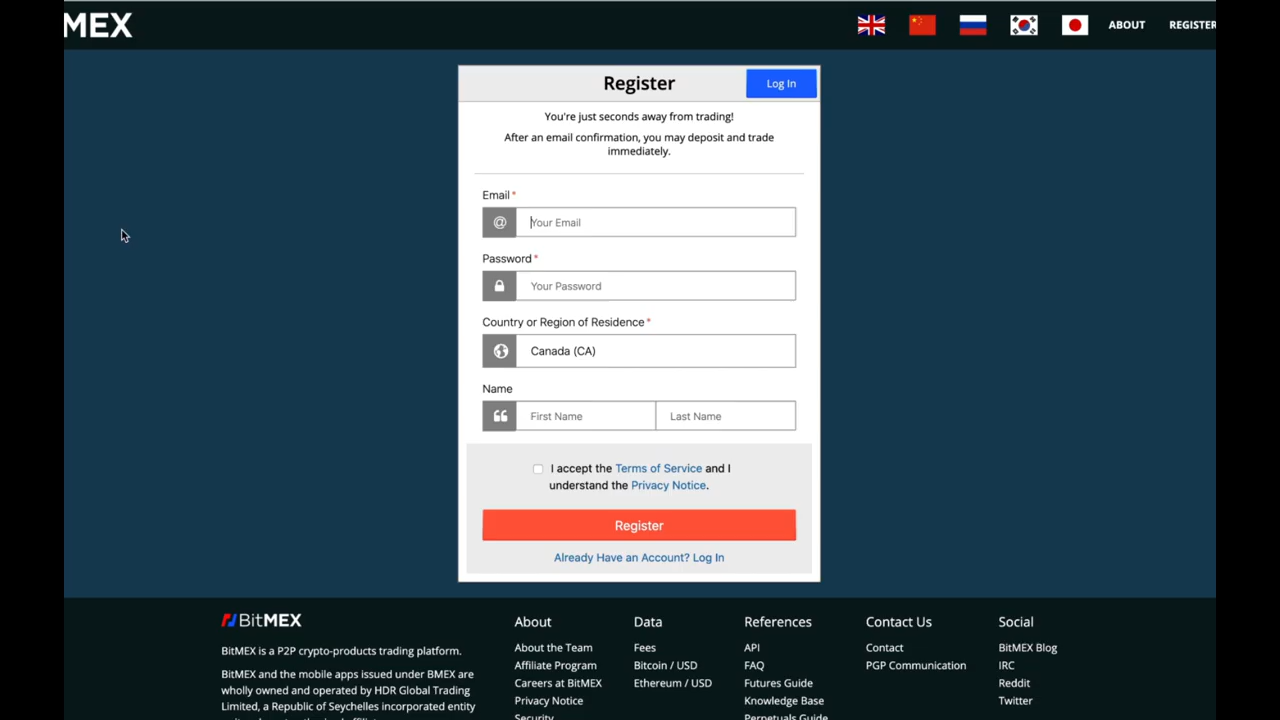 MEX
ABOUT
REGISTER
Register
Log In
You're just seconds away from trading!
After an email confirmation, you may deposit and trade
immediately.
Email *
@ Your Email
Password *
Your Password
Country or Region of Residence *
Canada (CA)
Name
First Name
Last Name
I accept the Terms of Service and I
understand the Privacy Notice.
Register
Already Have an Account? Log In
BitMEX
BitMEX is a P2P crypto-products trading platform.
BitMEX and the mobile apps issued under BMEX are
wholly owned and operated by HDR Global Trading
Limited, a Republic of Seychelles incorporated entity
About
About the Team
Affiliate Program
Careers at BitMEX
Privacy Notice
Security
Data
Fees
Bitcoin / USD
Ethereum / USD
References
API
FAQ
Futures Guide
Knowledge Base
Perpetuals Guide
Contact Us
Contact
PGP Communication
Social
BitMEX Blog
IRC
Reddit
Twitter